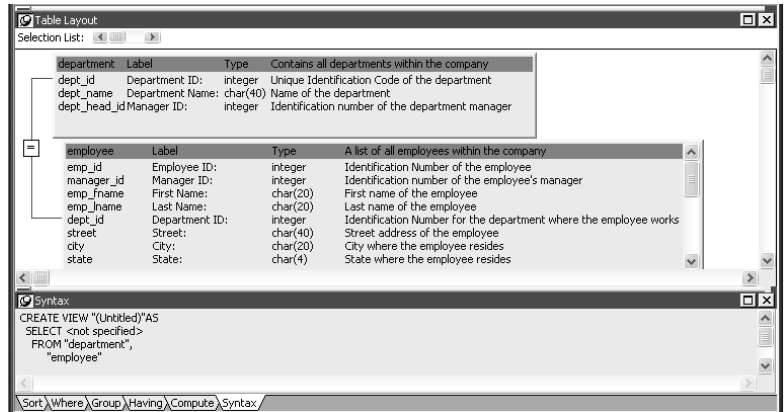 Table Layout
Selection List:
department Label Type Contains all departments within the company
dept_id Department ID: integer Unique Identification Code of the department
dept_name Department Name: char(40) Name of the department
dept_head_id Manager ID: integer Identification number of the department manager
=
employee Label Type A list of all employees within the company
emp_id Employee ID: integer Identification Number of the employee
manager_id Manager ID: integer Identification number of the employee's manager
emp_fname First Name: char(20) First name of the employee
emp_lname Last Name: char(20) Last name of the employee
dept_id Department ID: integer Identification Number for the department where the employee works
street Street: char(40) Street address of the employee
city City: char(20) City where the employee resides
state State: char(4) State where the employee resides
Syntax
CREATE VIEW "(Untitled)"AS
SELECT <not specified>
FROM "department",
"employee"
Sort Where Group Having Compute Syntax